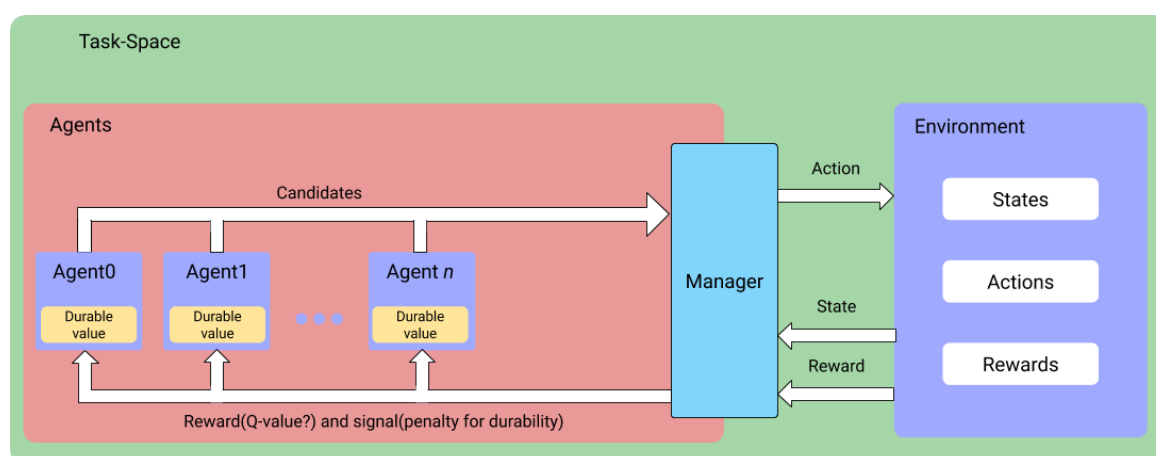 Task-Space
Agents
Environment
Action
Candidates
States
Agent0
Agent1
Agent n
Manager
Actions
Durable
value
Durable
value
Durable
value
State
Reward
Rewards
Reward(Q-value?) and signal(penalty for durability)